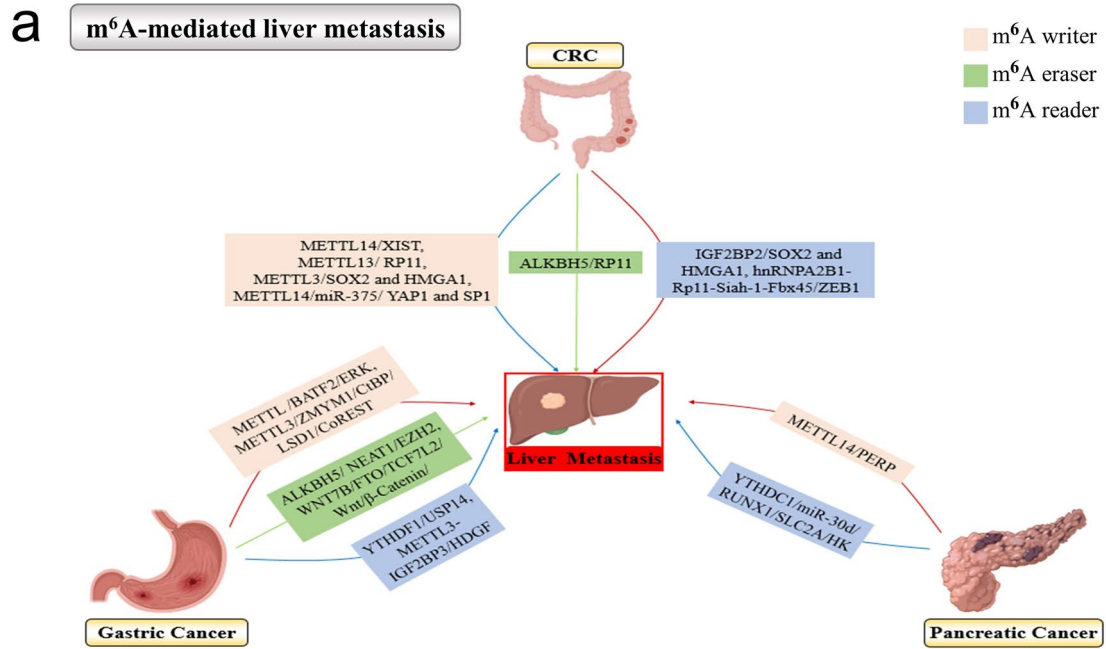 a
m⁶A-mediated liver metastasis
m⁶A writer
m⁶A eraser
m⁶A reader
CRC
METTL14/XIST,
METTL13/ RP11,
METTL3/SOX2 and HMGA1,
METTL14/miR-375/ YAP1 and SP1
ALKBH5/RP11
IGF2BP2/SOX2 and
HMGA1, hnRNPA2B1-
Rp11-Siah-1-Fbx45/ZEB1
METTL /BATF2/ERK,
METTL3/ZMYM1/CtBP/
LSD1/CoREST
ALKBH5/ NEAT1/EZH2,
WNT7B/FTO/TCF7L2/
Wnt/β-Catenin/
YTHDF1/USP14,
METTL3-
IGF2BP3/HDGF
Liver Metastasis
METTL14/PERP
YTHDC1/miR-30d/
RUNX1/SLC2A/HK
Gastric Cancer
Pancreatic Cancer